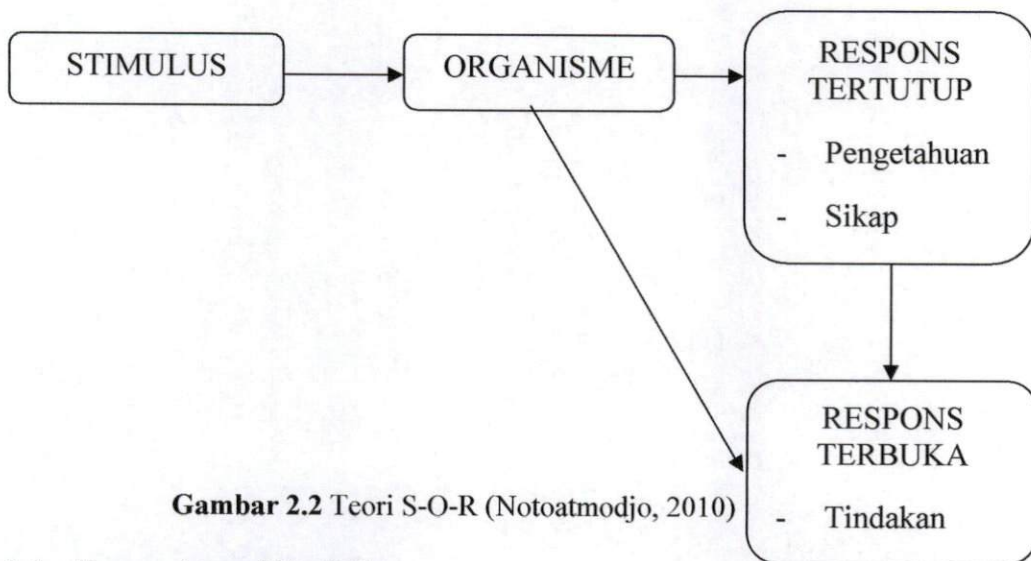 STIMULUS
ORGANISME
RESPONS
TERTUTUP
- Pengetahuan
- Sikap
RESPONS
TERBUKA
- Tindakan
Gambar 2.2 Teori S-O-R (Notoatmodjo, 2010)